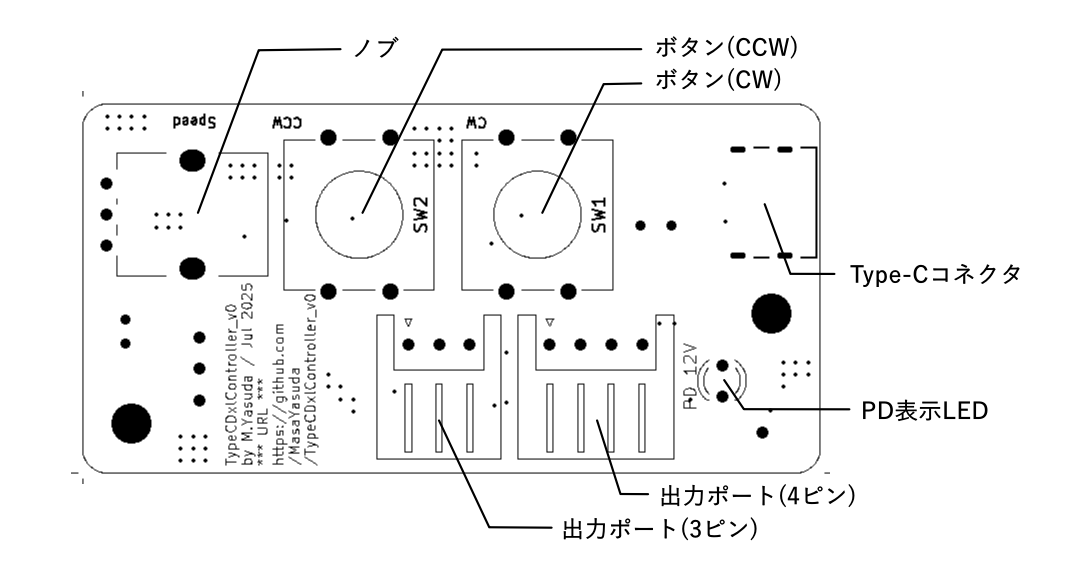 ノブ
ボタン(CCW)
ボタン(CW)
Speed
CCW
CW
SW2
SW1
Type-Cコネクタ
TypeCDxlController_v0
by M.Yasuda / Jul 2025
*** URL ***
https://github.com
/MasaYasuda
/TypeCDxlController_v0
PD 12V
PD表示LED
出力ポート(4ピン)
出力ポート(3ピン)